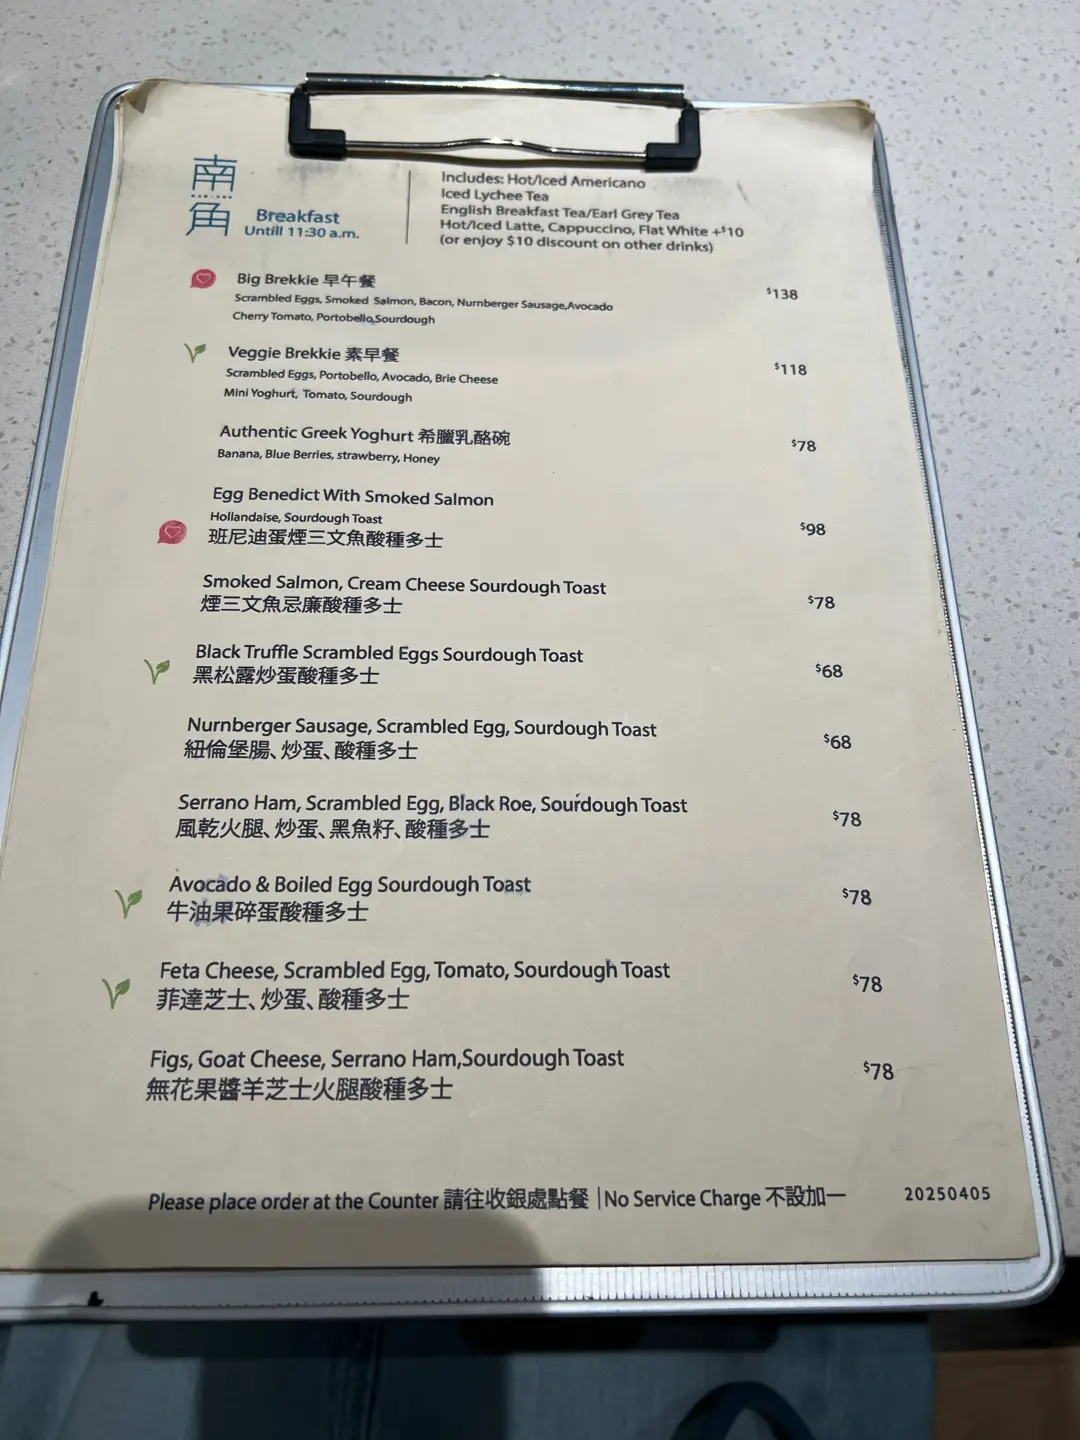 南
角
Breakfast
Untill 11:30 a.m.
Includes: Hot/Iced Americano
Iced Lychee Tea
English Breakfast Tea/Earl Grey Tea
Hot/Iced Latte, Cappuccino, Flat White +$10
(or enjoy $10 discount on other drinks)
Big Brekkie 早午餐 $138
Scrambled Eggs, Smoked Salmon, Bacon, Nurnberger Sausage,Avocado
Cherry Tomato, Portobello,Sourdough
Veggie Brekkie 素早餐 $118
Scrambled Eggs, Portobello, Avocado, Brie Cheese
Mini Yoghurt, Tomato, Sourdough
Authentic Greek Yoghurt 希臘乳酪碗 $78
Banana, Blue Berries, strawberry, Honey
Egg Benedict With Smoked Salmon
Hollandaise, Sourdough Toast $98
班尼迪蛋煙三文魚酸種多士
Smoked Salmon, Cream Cheese Sourdough Toast $78
煙三文魚忌廉酸種多士
Black Truffle Scrambled Eggs Sourdough Toast $68
黑松露炒蛋酸種多士
Nurnberger Sausage, Scrambled Egg, Sourdough Toast $68
紐倫堡腸、炒蛋、酸種多士
Serrano Ham, Scrambled Egg, Black Roe, Sourdough Toast $78
風乾火腿、炒蛋、黑魚籽、酸種多士
Avocado & Boiled Egg Sourdough Toast $78
牛油果碎蛋酸種多士
Feta Cheese, Scrambled Egg, Tomato, Sourdough Toast $78
菲達芝士、炒蛋、酸種多士
Figs, Goat Cheese, Serrano Ham,Sourdough Toast $78
無花果醬羊芝士火腿酸種多士
Please place order at the Counter 請往收銀處點餐 | No Service Charge 不設加一 20250405